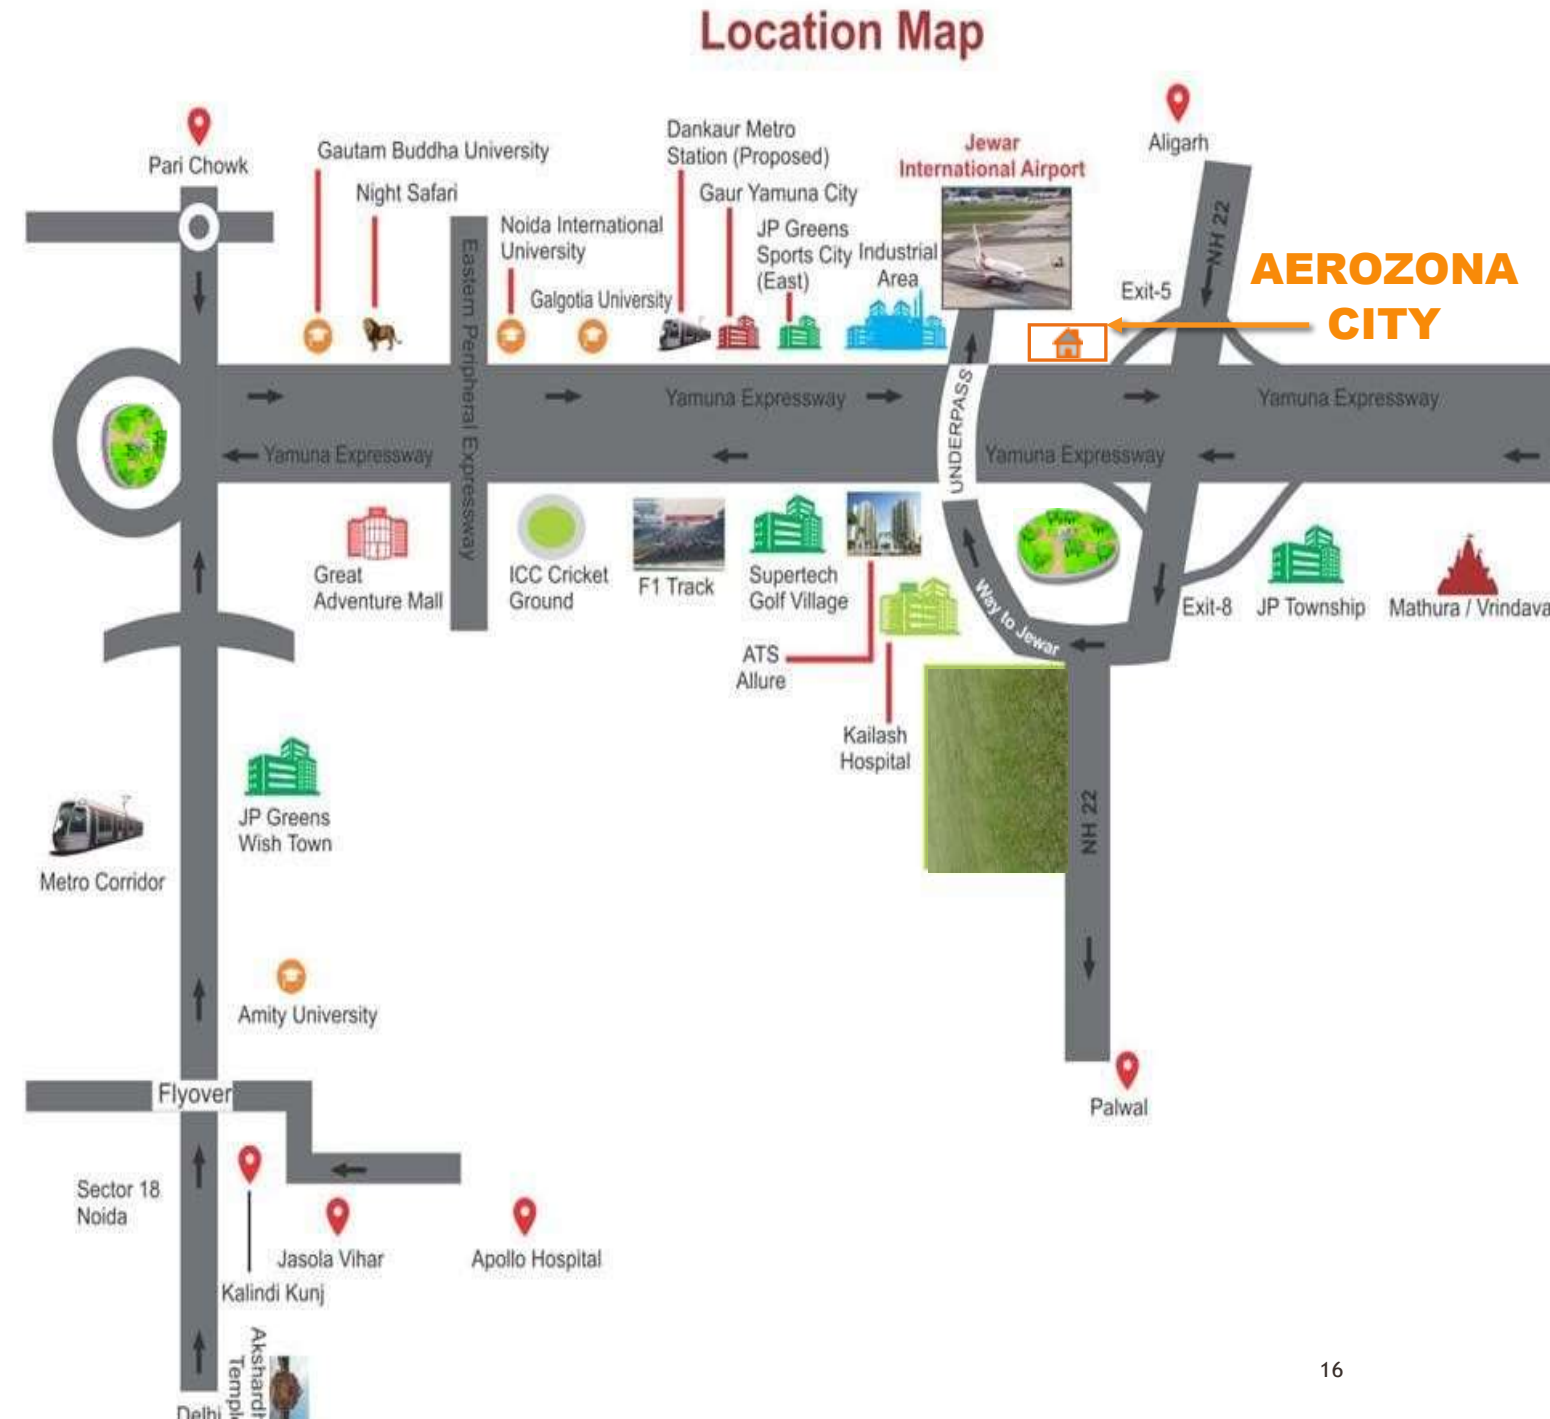 Location Map
Pari Chowk
Gautam Buddha University
Night Safari
Eastern Peripheral Expressway
Noida International
University
Galgotia University
Dankaur Metro
Station (Proposed)
Gaur Yamuna City
JP Greens
Sports City
(East)
Industrial
Area
Jewar
International Airport
Aligarh
NH 22
Exit-5
AEROZONA
CITY
Yamuna Expressway
Yamuna Expressway
UNDERPASS
Yamuna Expressway
Yamuna Expressway
Great
Adventure Mall
ICC Cricket
Ground
F1 Track
Supertech
Golf Village
ATS
Allure
Kailash
Hospital
Way to Jewar
Exit-8
JP Township
Mathura / Vrindava
JP Greens
Wish Town
Metro Corridor
NH 22
Amity University
Palwal
Flyover
Sector 18
Noida
Jasola Vihar
Apollo Hospital
Kalindi Kunj
Akshardh
Temple
Delhi
16